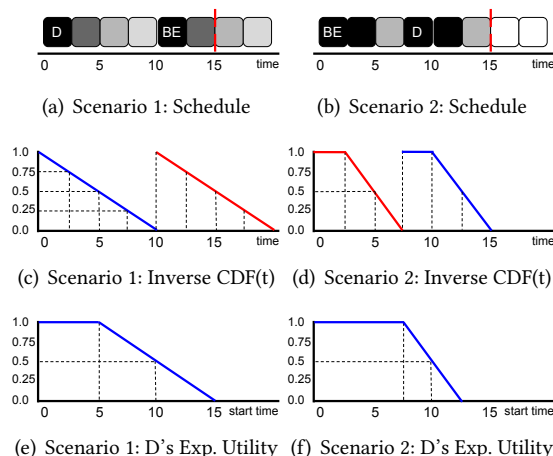 D BE
0 5 10 15 time
BE D
0 5 10 15 time
(a) Scenario 1: Schedule
(b) Scenario 2: Schedule
1.0
0.75
0.5
0.25
0.0
0 5 10 15 time
1.0
0.75
0.5
0.25
0.0
0 5 10 15 time
(c) Scenario 1: Inverse CDF(t)
(d) Scenario 2: Inverse CDF(t)
1.0
0.75
0.5
0.25
0.0
0 5 10 15 start time
1.0
0.75
0.5
0.25
0.0
0 5 10 15 start time
(e) Scenario 1: D's Exp. Utility
(f) Scenario 2: D's Exp. Utility